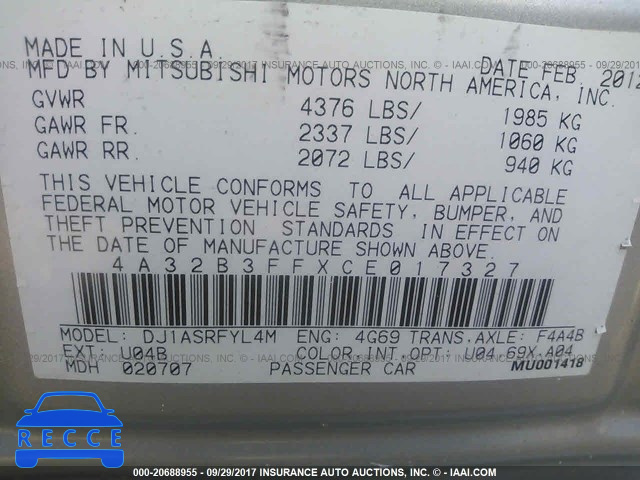 MADE IN U.S.A.
DATE FEB 2012
MFD BY MITSUBISHI MOTORS NORTH AMERICA, INC.
GVWR 4376 LBS/ 1985 KG
GAWR FR. 2337 LBS/ 1060 KG
GAWR RR. 2072 LBS/ 940 KG
THIS VEHICLE CONFORMS TO ALL APPLICABLE
FEDERAL MOTOR VEHICLE SAFETY, BUMPER, AND
THEFT PREVENTION STANDARDS IN EFFECT ON
THE DATE OF MANUFACTURE SHOWN ABOVE.
4A32B3FFXCE017327
MODEL: DJ1ASRFYL4M ENG: 4G69 TRANS.AXLE: F4A4B
EXT: U04B COLOR.INT OPT: U04.69X.A04
MDH 020707 PASSENGER CAR MU001418
DECCE
000-20688955 - 09/29/2017 INSURANCE AUTO AUCTIONS, INC. - © IAAI.COM